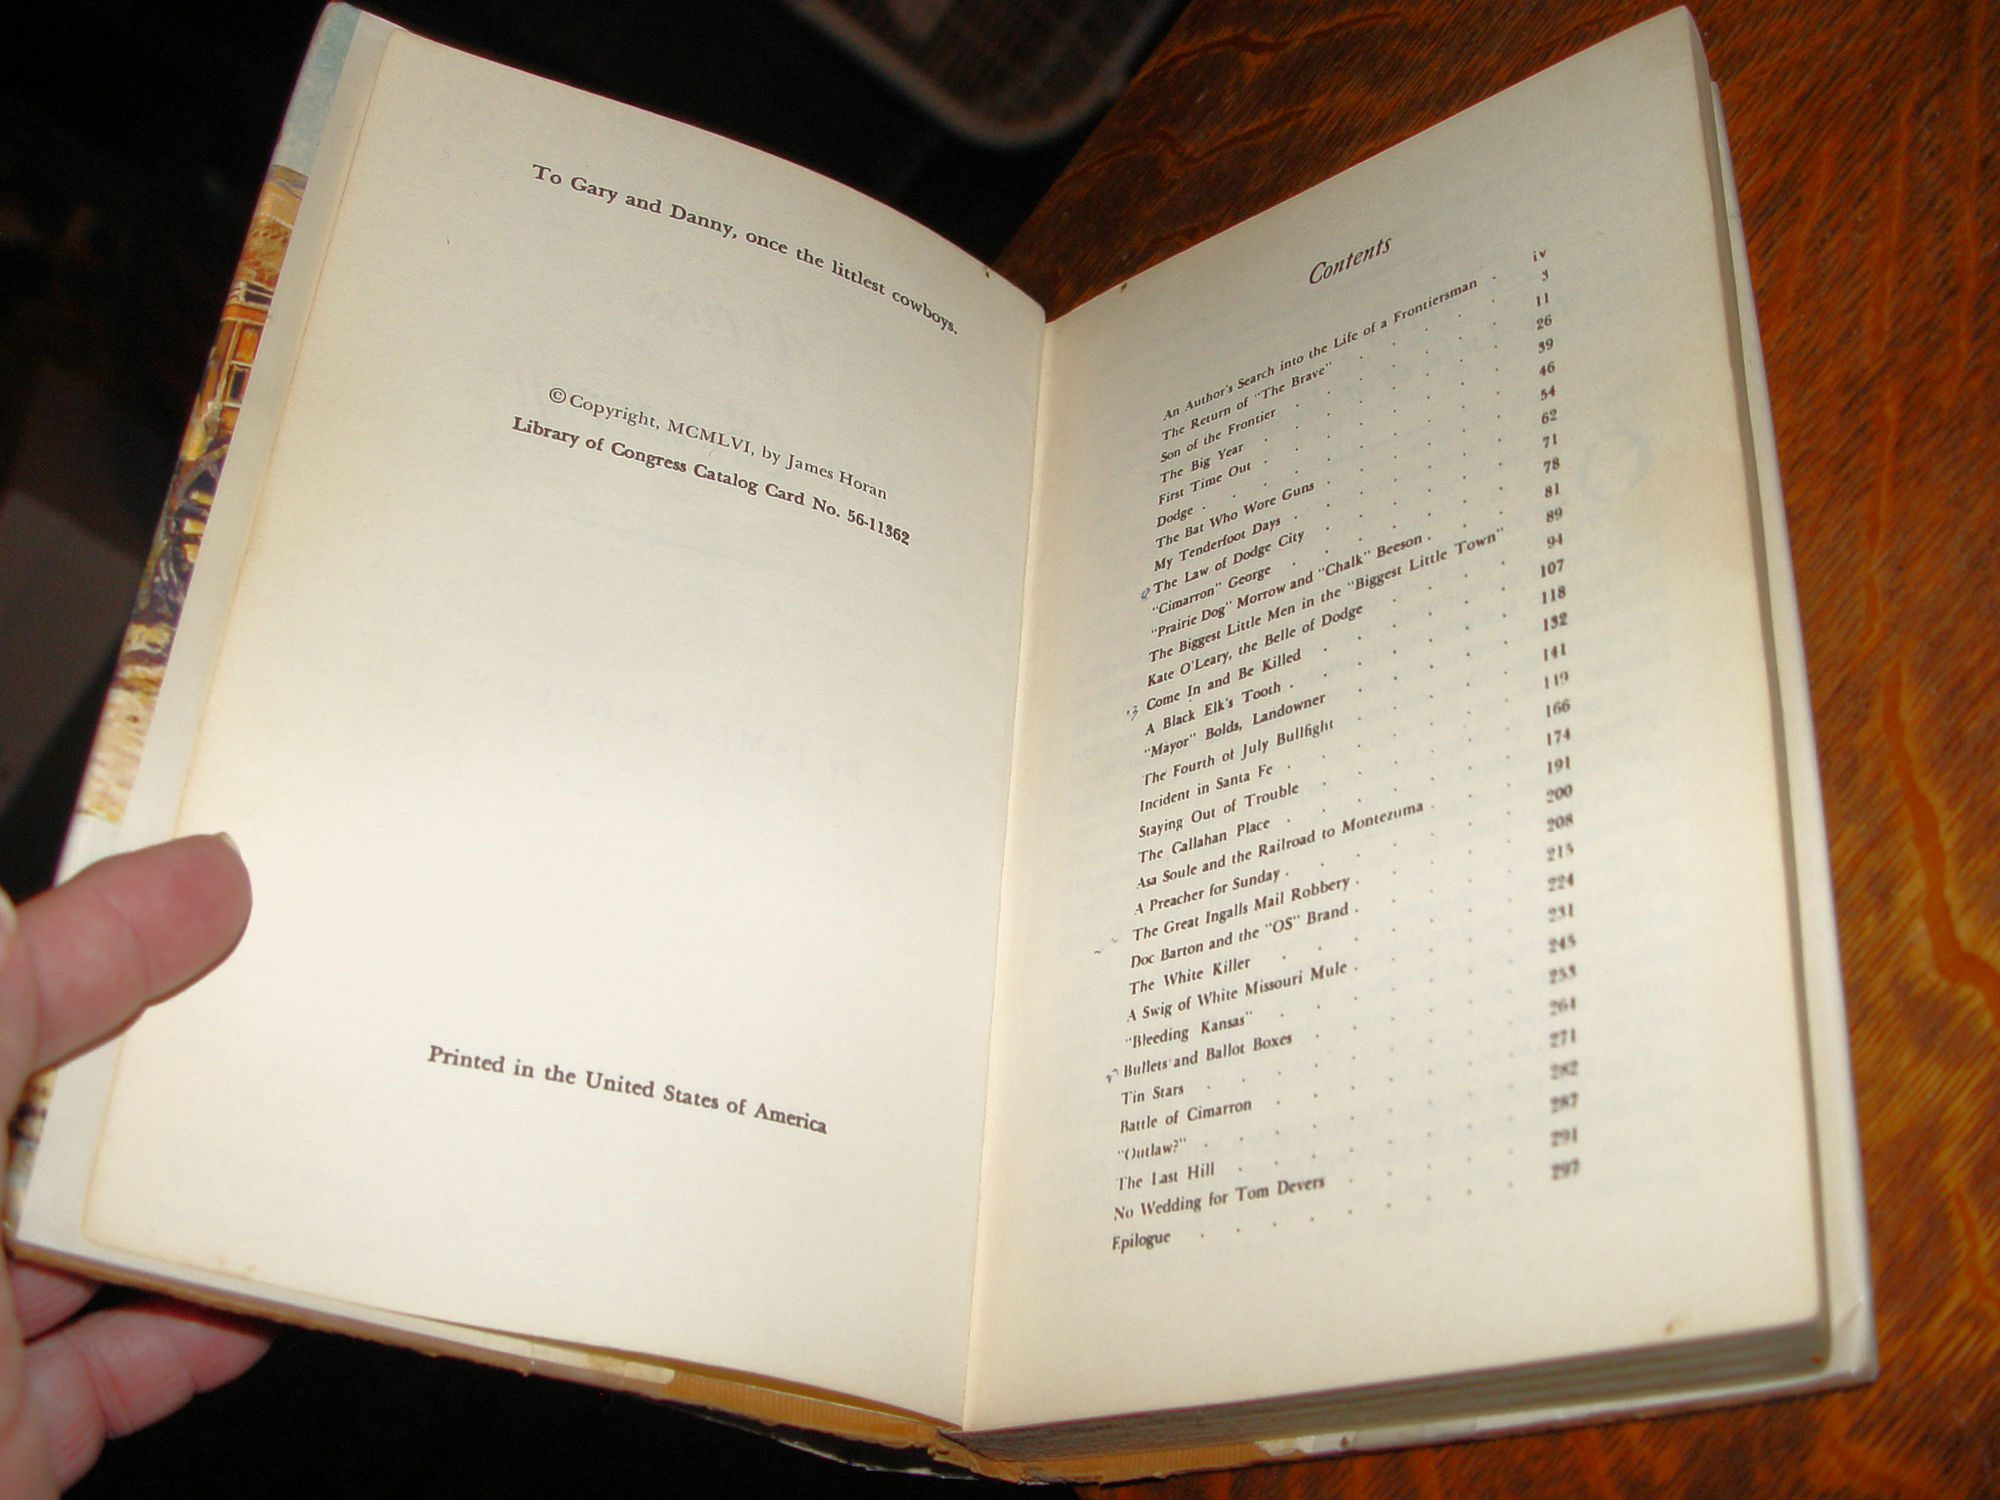 To Gary and Danny, once the littlest cowboys.
© Copyright, MCMLVI, by James Horan
Library of Congress Catalog Card No. 56-11362
Printed in the United States of America
Contents
An Author's Search into the Life of a Frontiersman . iv
The Return of "The Brave" . . . . 3
Son of the Frontier . . . . . 11
The Big Year . . . . . . 26
First Time Out . . . . . . 39
Dodge . . . . . . . 46
The Bat Who Wore Guns . . . . 54
My Tenderfoot Days . . . . . 62
The Law of Dodge City . . . . . 71
"Cimarron" George . . . . . 78
"Prairie Dog" Morrow and "Chalk" Beeson . . 81
The Biggest Little Men in the "Biggest Little Town" 89
Kate O'Leary, the Belle of Dodge . . . 94
Come In and Be Killed . . . . . 107
A Black Elk's Tooth . . . . . 118
"Mayor" Bolds, Landowner . . . . 132
The Fourth of July Bullfight . . . . 141
Incident in Santa Fe . . . . . 149
Staying Out of Trouble . . . . . 166
The Callahan Place . . . . . 174
Asa Soule and the Railroad to Montezuma . . 191
A Preacher for Sunday . . . . . 200
The Great Ingalls Mail Robbery . . . . 208
Doc Barton and the "OS" Brand . . . . 215
The White Killer . . . . . 224
A Swig of White Missouri Mule . . . . 231
"Bleeding Kansas" . . . . . 245
Bullets and Ballot Boxes . . . . . 253
Tin Stars . . . . . . . 264
Battle of Cimarron . . . . . 271
"Outlaw?" . . . . . . . 282
The Last Hill . . . . . . 287
No Wedding for Tom Devers . . . . 291
Epilogue . . . . . . . 297